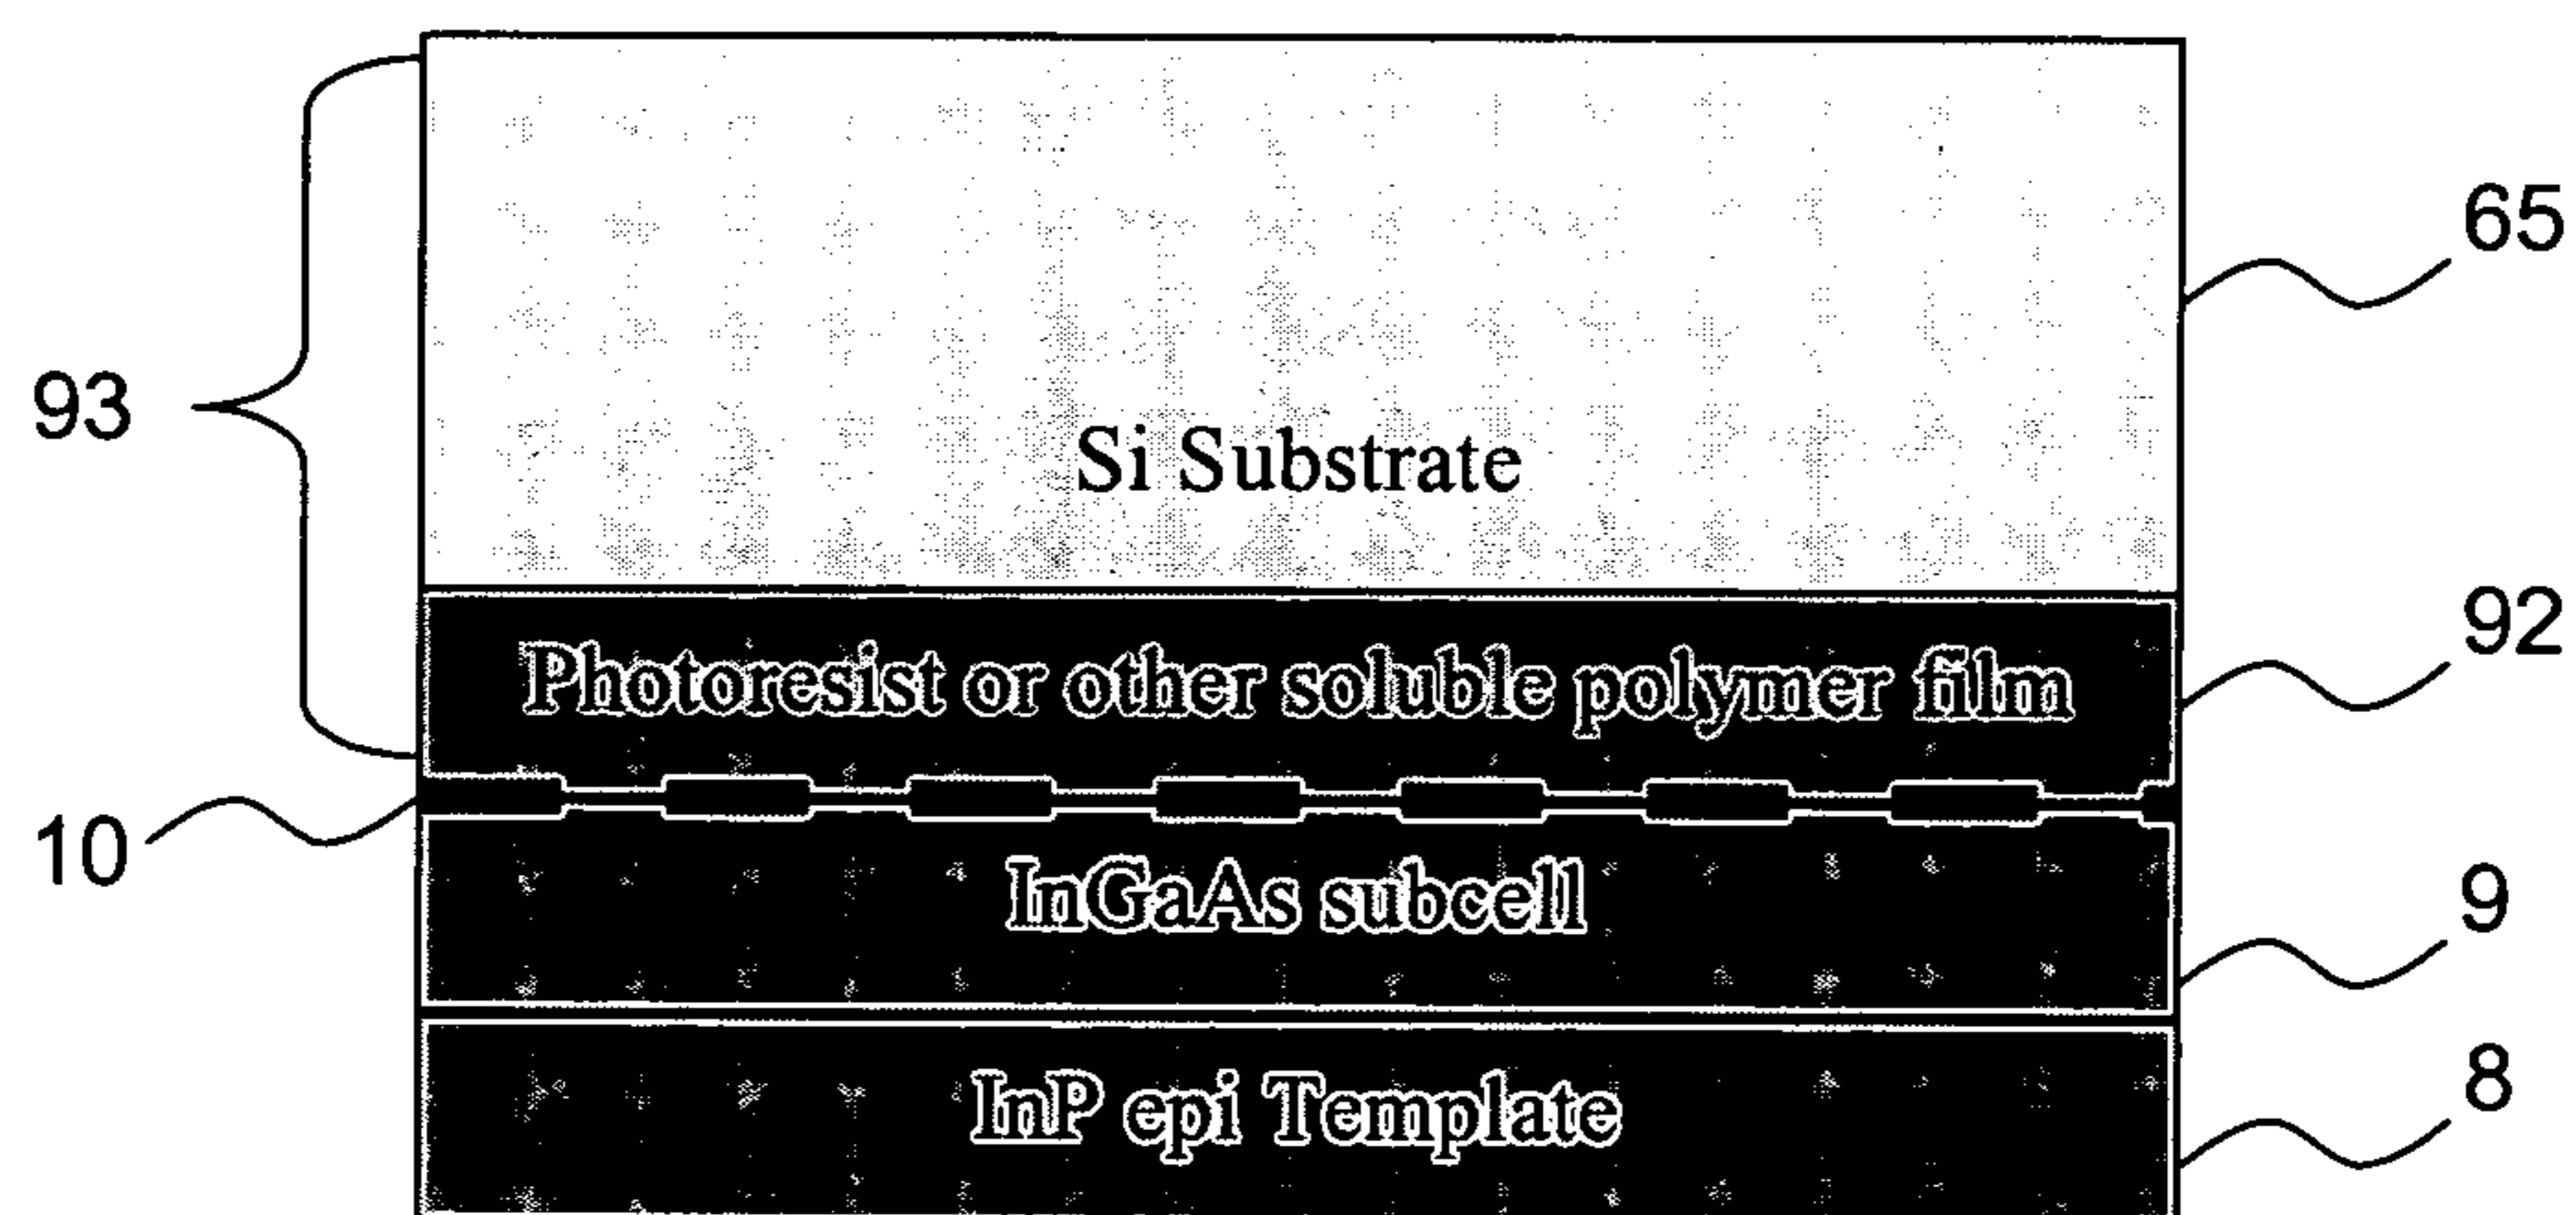 65
Si Substrate
93
92
Photoresist or other soluble polymer film
10
InGaAs subcell
9
InP epi Template
8